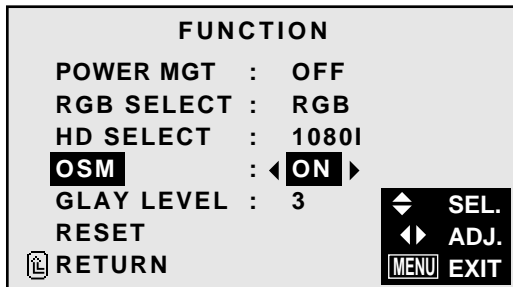 FUNCTION
POWER MGT : OFF
RGB SELECT : RGB
HD SELECT : 1080I
OSM : ON
GLAY LEVEL : 3
RESET
RETURN
SEL.
ADJ.
MENU EXIT